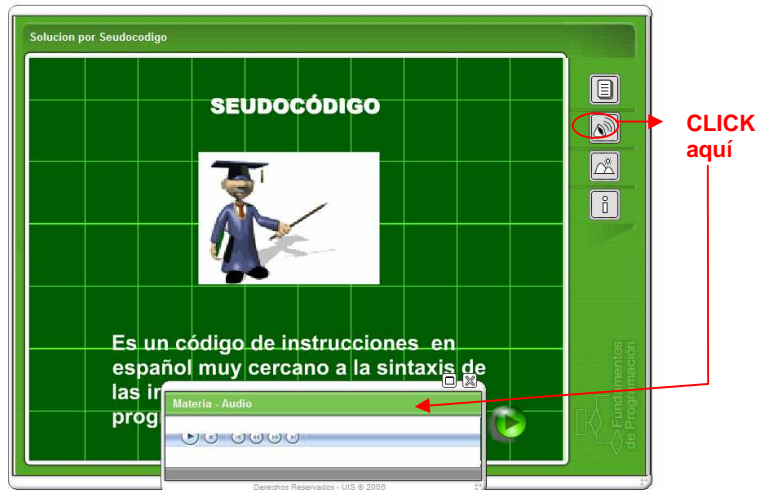 Solucion por Seudocodigo
SEUDOCÓDIGO
CLICK
aquí
Es un código de instrucciones en
español muy cercano a la sintaxis de
las
prog
Materia - Audio
Fundamentos
de Programación
Derechos Reservados - UIS © 2006